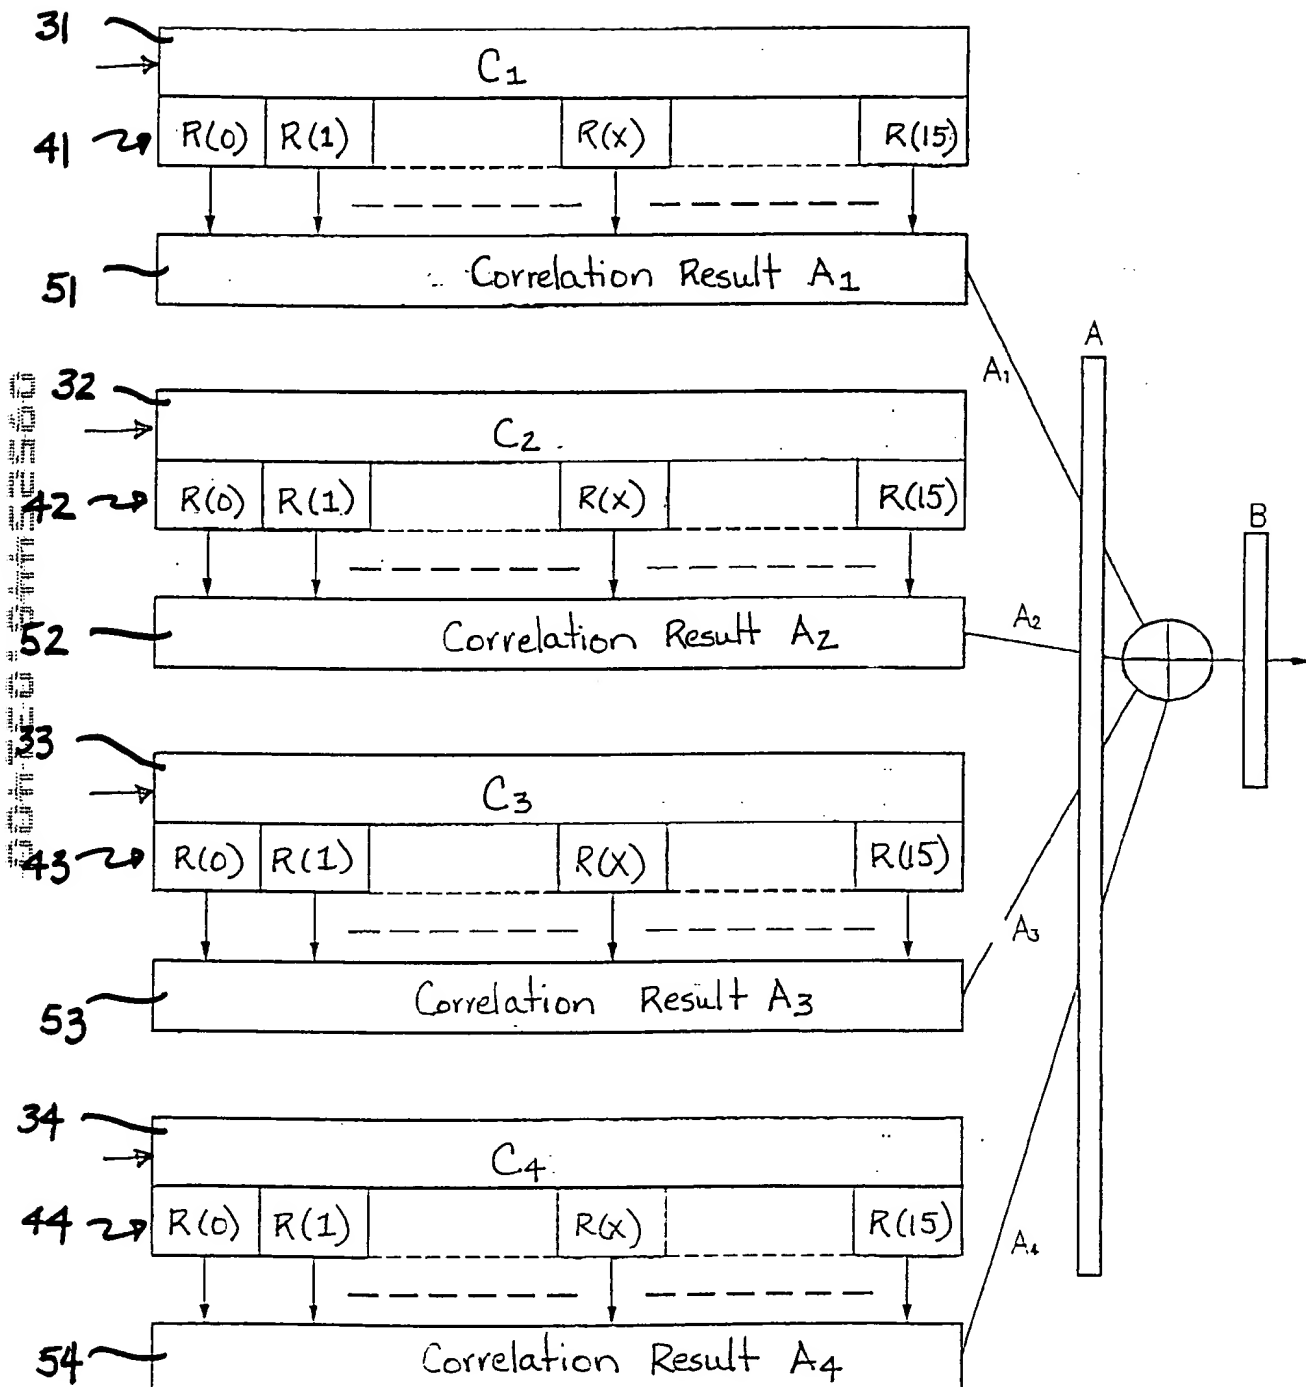 31
C1
41 R(0) R(1) R(x) R(15)
51 Correlation Result A1
A
A1
32
C2
42 R(0) R(1) R(x) R(15)
B
52 Correlation Result A2
A2
33
C3
43 R(0) R(1) R(x) R(15)
A3
53 Correlation Result A3
34
C4
44 R(0) R(1) R(x) R(15)
A4
54 Correlation Result A4